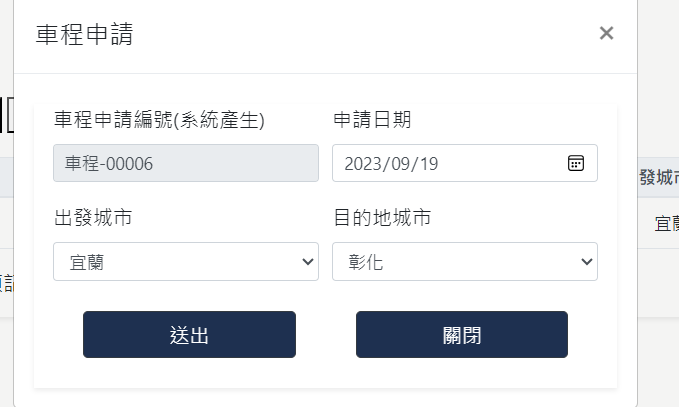 車程申請 ×
車程申請編號(系統產生) 申請日期
車程-00006 2023/09/19
發城市
出發城市 目的地城市
宜蘭 彰化
宜
送出 關閉